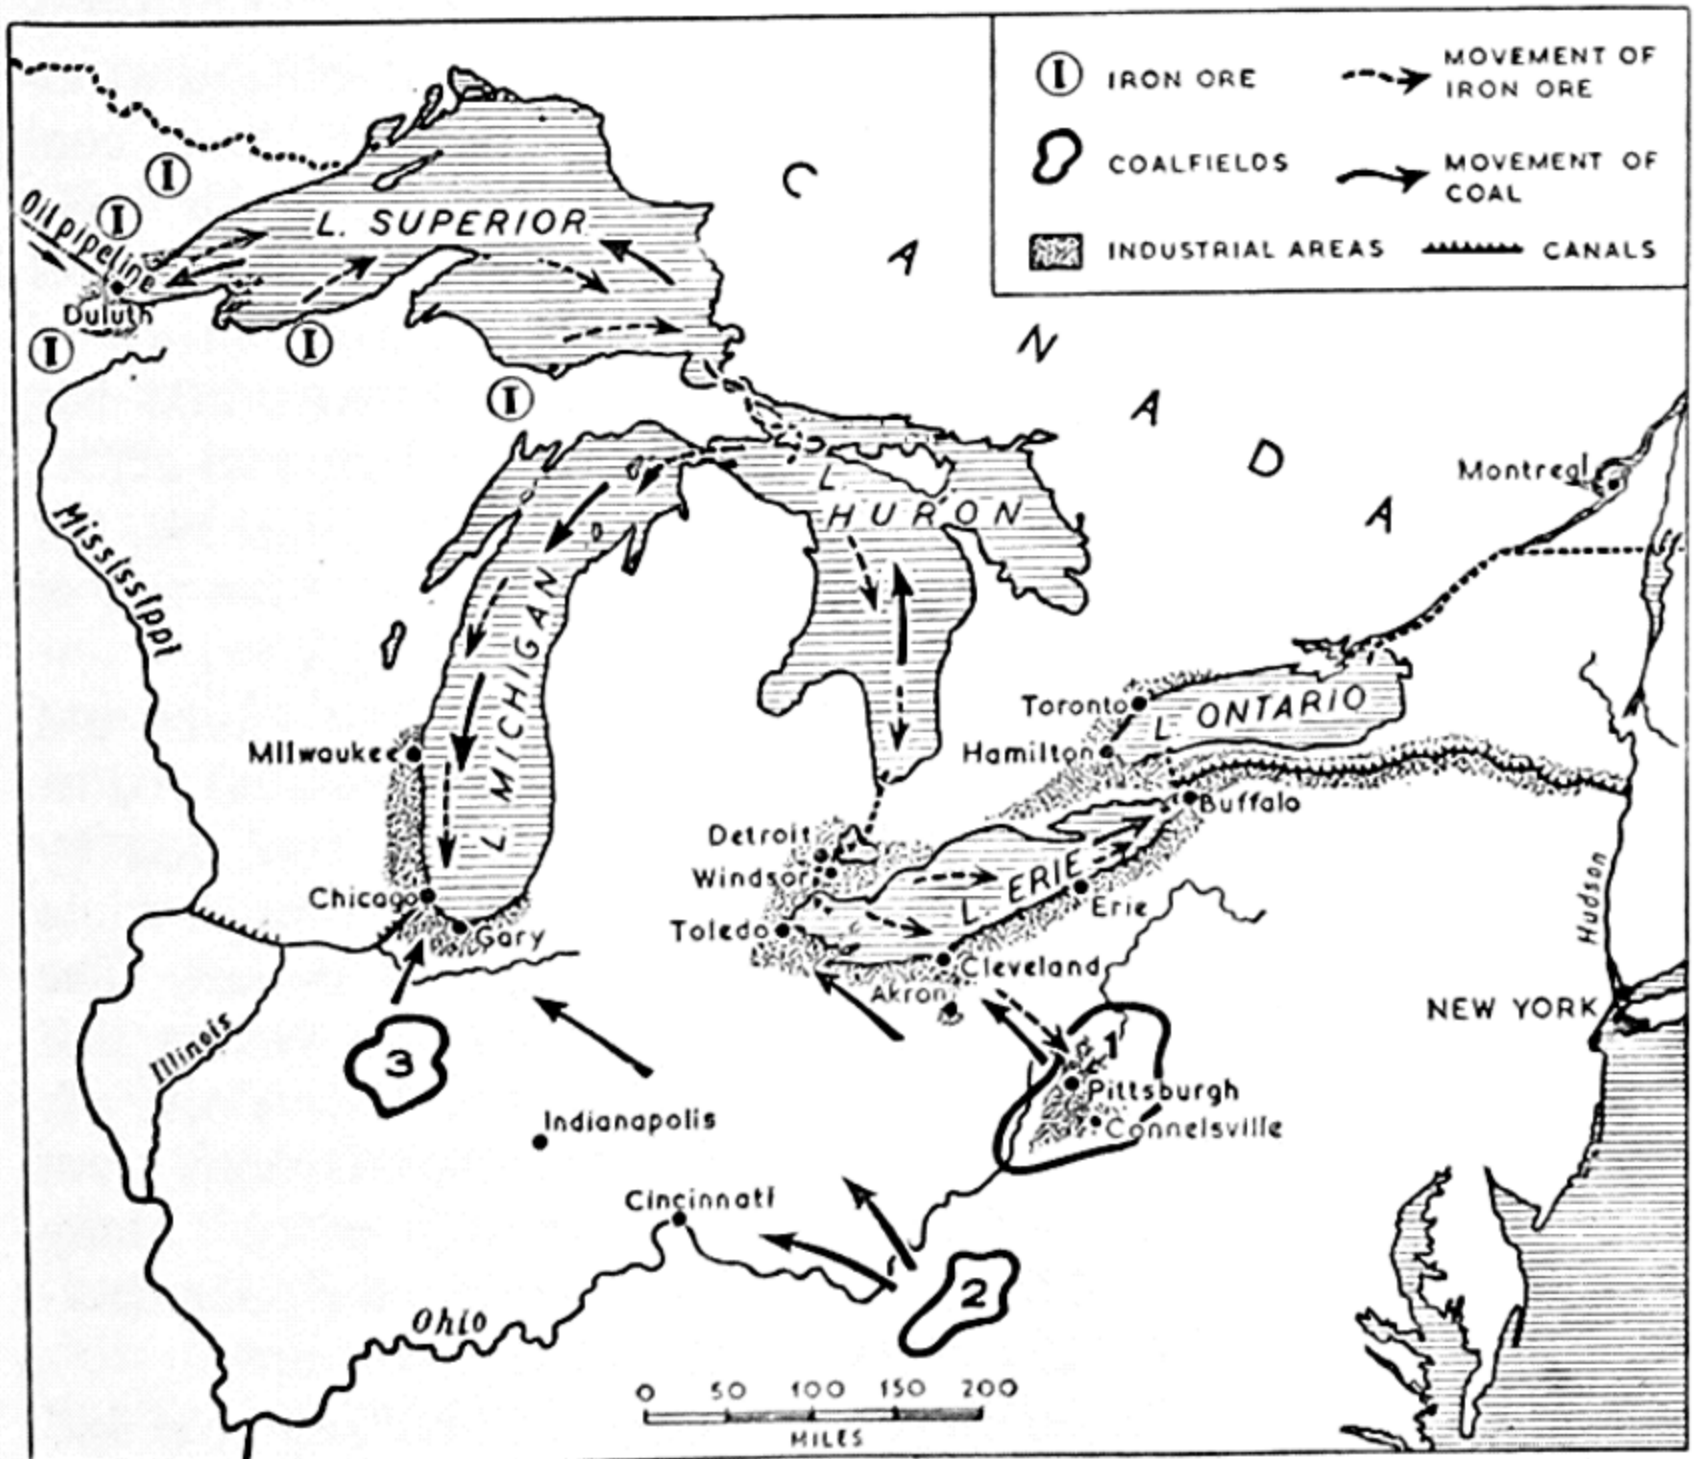 I IRON ORE
MOVEMENT OF
IRON ORE
COALFIELDS
MOVEMENT OF
COAL
INDUSTRIAL AREAS
CANALS
I
I
Oil pipeline
L. SUPERIOR
C
A
N
A
D
A
Duluth
I
I
I
Montreal
L.
HURON
Mississippi
L. MICHIGAN
Toronto
L. ONTARIO
Milwaukee
Hamilton
Buffalo
Detroit
Windsor
L. ERIE
Chicago
Erie
Hudson
Toledo
Gary
Cleveland
Akron
NEW YORK
Illinois
3
1
Pittsburgh
Connelsville
Indianapolis
Cincinnati
2
Ohio
0 50 100 150 200
MILES